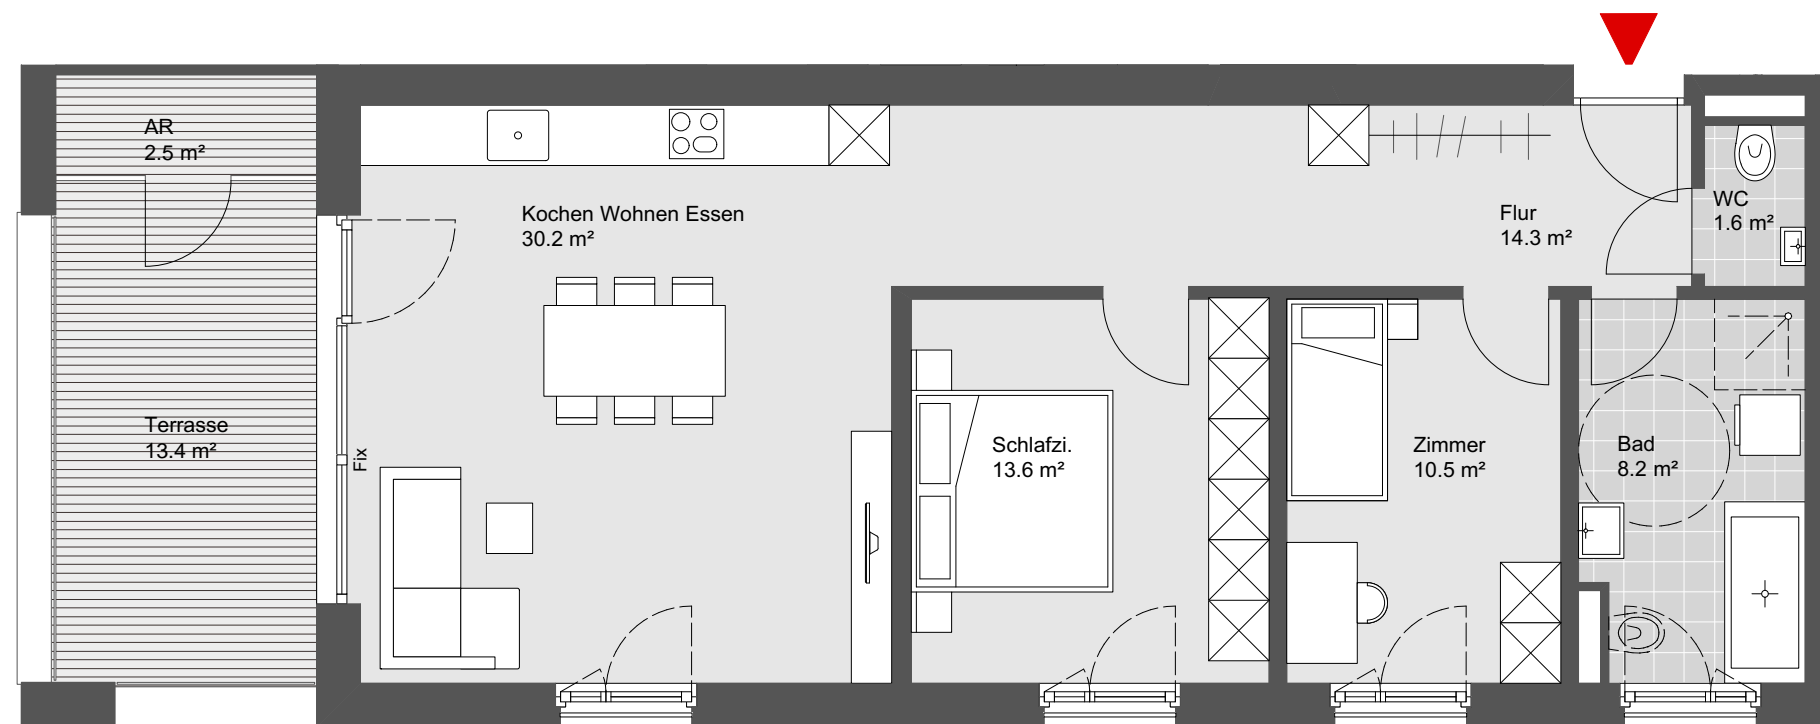 AR
2.5 m²
Kochen Wohnen Essen
30.2 m²
Flur
14.3 m²
WC
1.6 m²
Terrasse
13.4 m²
Fix
Schlafzi.
13.6 m²
Zimmer
10.5 m²
Bad
8.2 m²